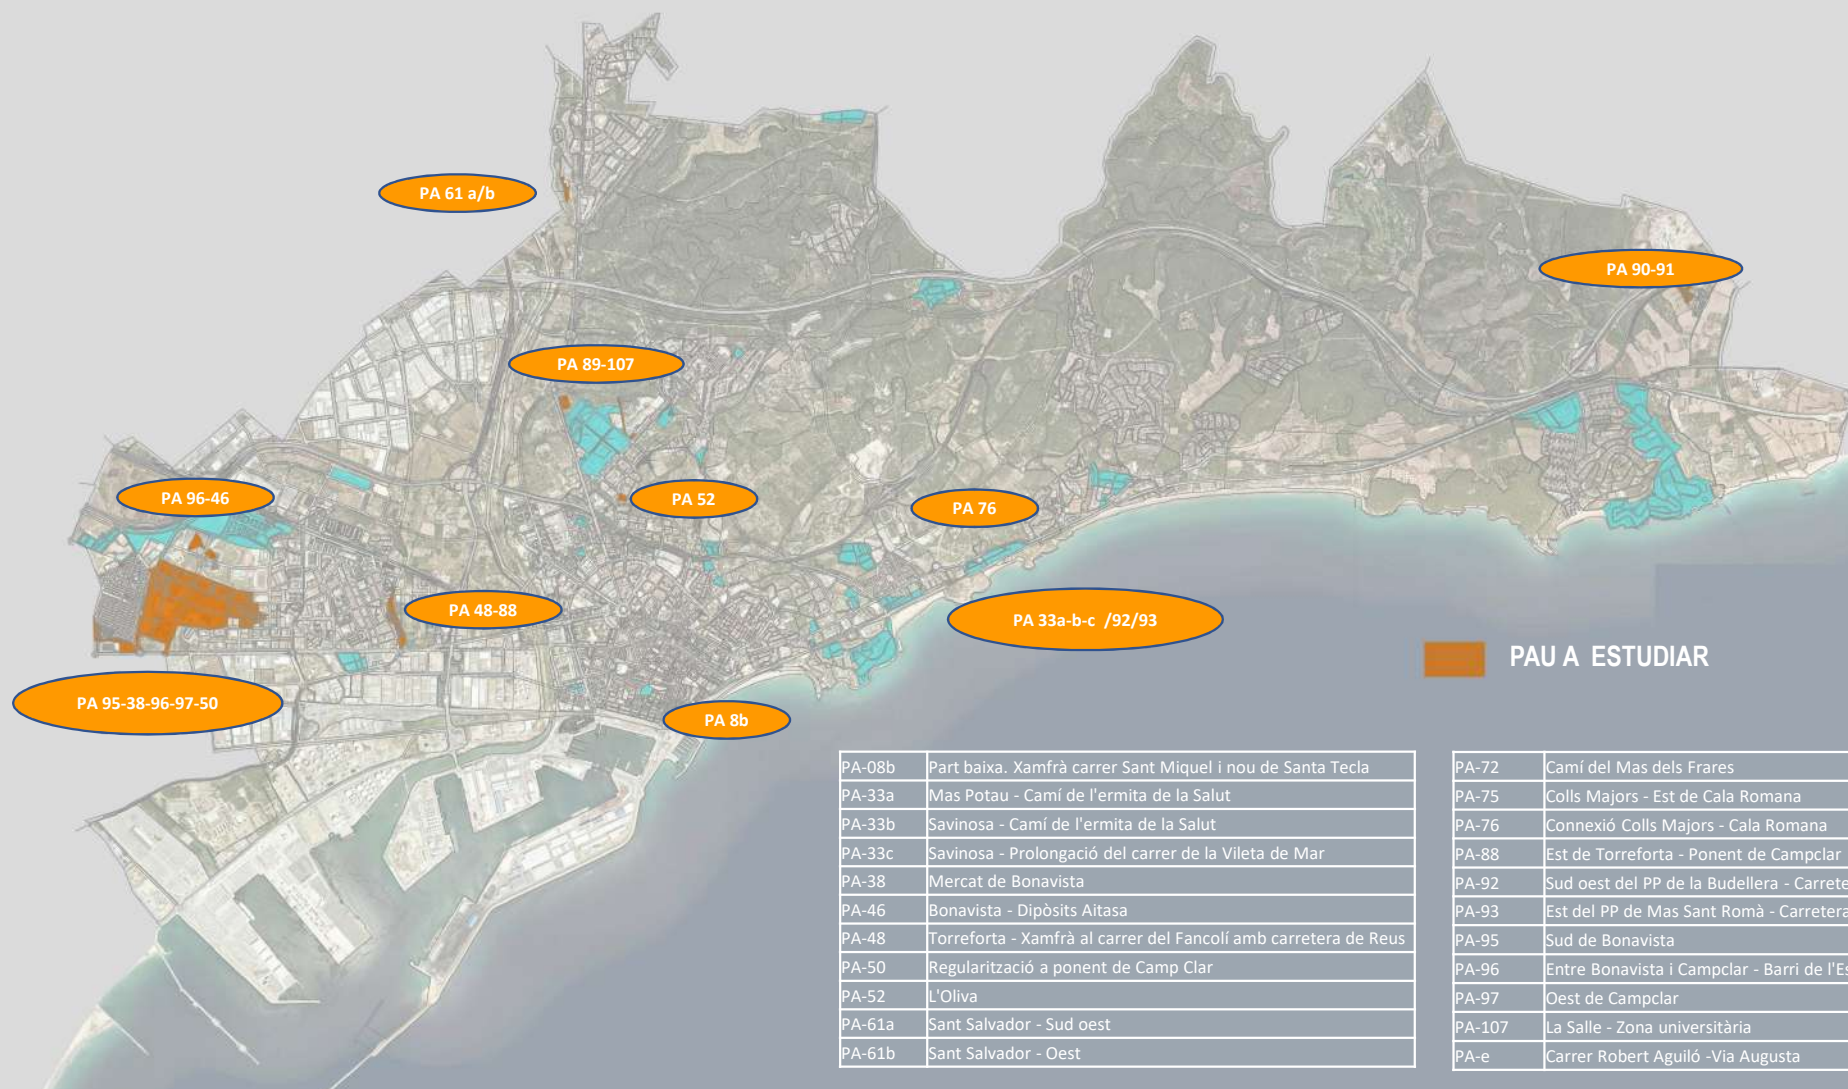 PA 61 a/b
PA 90-91
PA 89-107
PA 96-46
PA 52
PA 76
PA 48-88
PA 33a-b-c /92/93
PAU A ESTUDIAR
PA 95-38-96-97-50
PA 8b
PA-08b Part baixa. Xamfrà carrer Sant Miquel i nou de Santa Tecla
PA-33a Mas Potau - Camí de l'ermita de la Salut
PA-33b Savinosa - Camí de l'ermita de la Salut
PA-33c Savinosa - Prolongació del carrer de la Vileta de Mar
PA-38 Mercat de Bonavista
PA-46 Bonavista - Dipòsits Aitasa
PA-48 Torreforta - Xamfrà al carrer del Fancolí amb carretera de Reus
PA-50 Regularització a ponent de Camp Clar
PA-52 L'Oliva
PA-61a Sant Salvador - Sud oest
PA-61b Sant Salvador - Oest
PA-72 Camí del Mas dels Frares
PA-75 Colls Majors - Est de Cala Romana
PA-76 Connexió Colls Majors - Cala Romana
PA-88 Est de Torreforta - Ponent de Campclar
PA-92 Sud oest del PP de la Budellera - Carrete
PA-93 Est del PP de Mas Sant Romà - Carretera
PA-95 Sud de Bonavista
PA-96 Entre Bonavista i Campclar - Barri de l'Es
PA-97 Oest de Campclar
PA-107 La Salle - Zona universitària
PA-e Carrer Robert Aguiló -Via Augusta